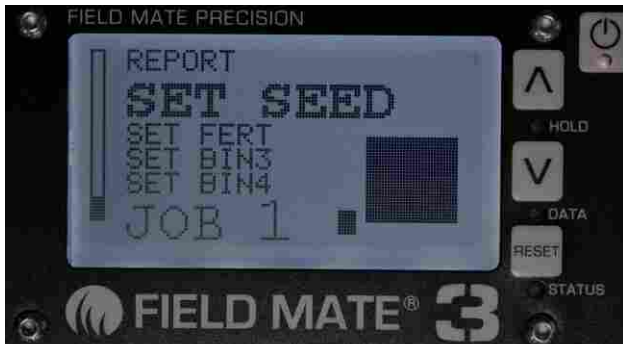 FIELD MATE PRECISION
REPORT
SET SEED
SET FERT
SET BIN3
SET BIN4
JOB 1
HOLD
DATA
RESET
STATUS
FIELD MATE® 3